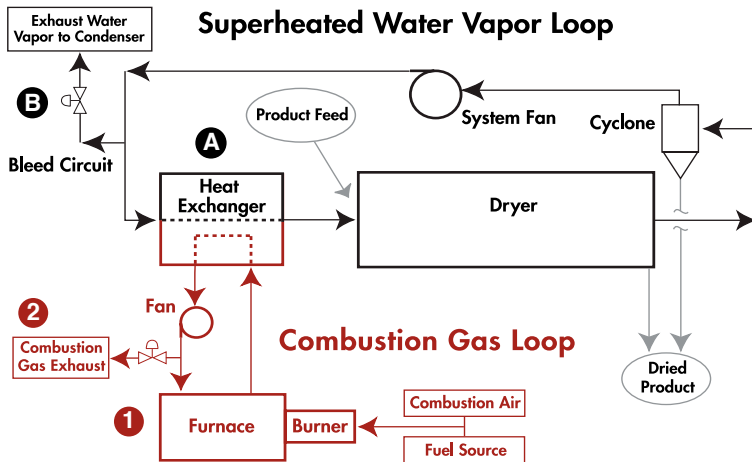 Exhaust Water
Vapor to Condenser
Superheated Water Vapor Loop
B
Product Feed
System Fan
Cyclone
Bleed Circuit
A
Heat
Exchanger
Dryer
2
Fan
Combustion Gas Loop
Combustion
Gas Exhaust
Dried
Product
1
Furnace
Burner
Combustion Air
Fuel Source